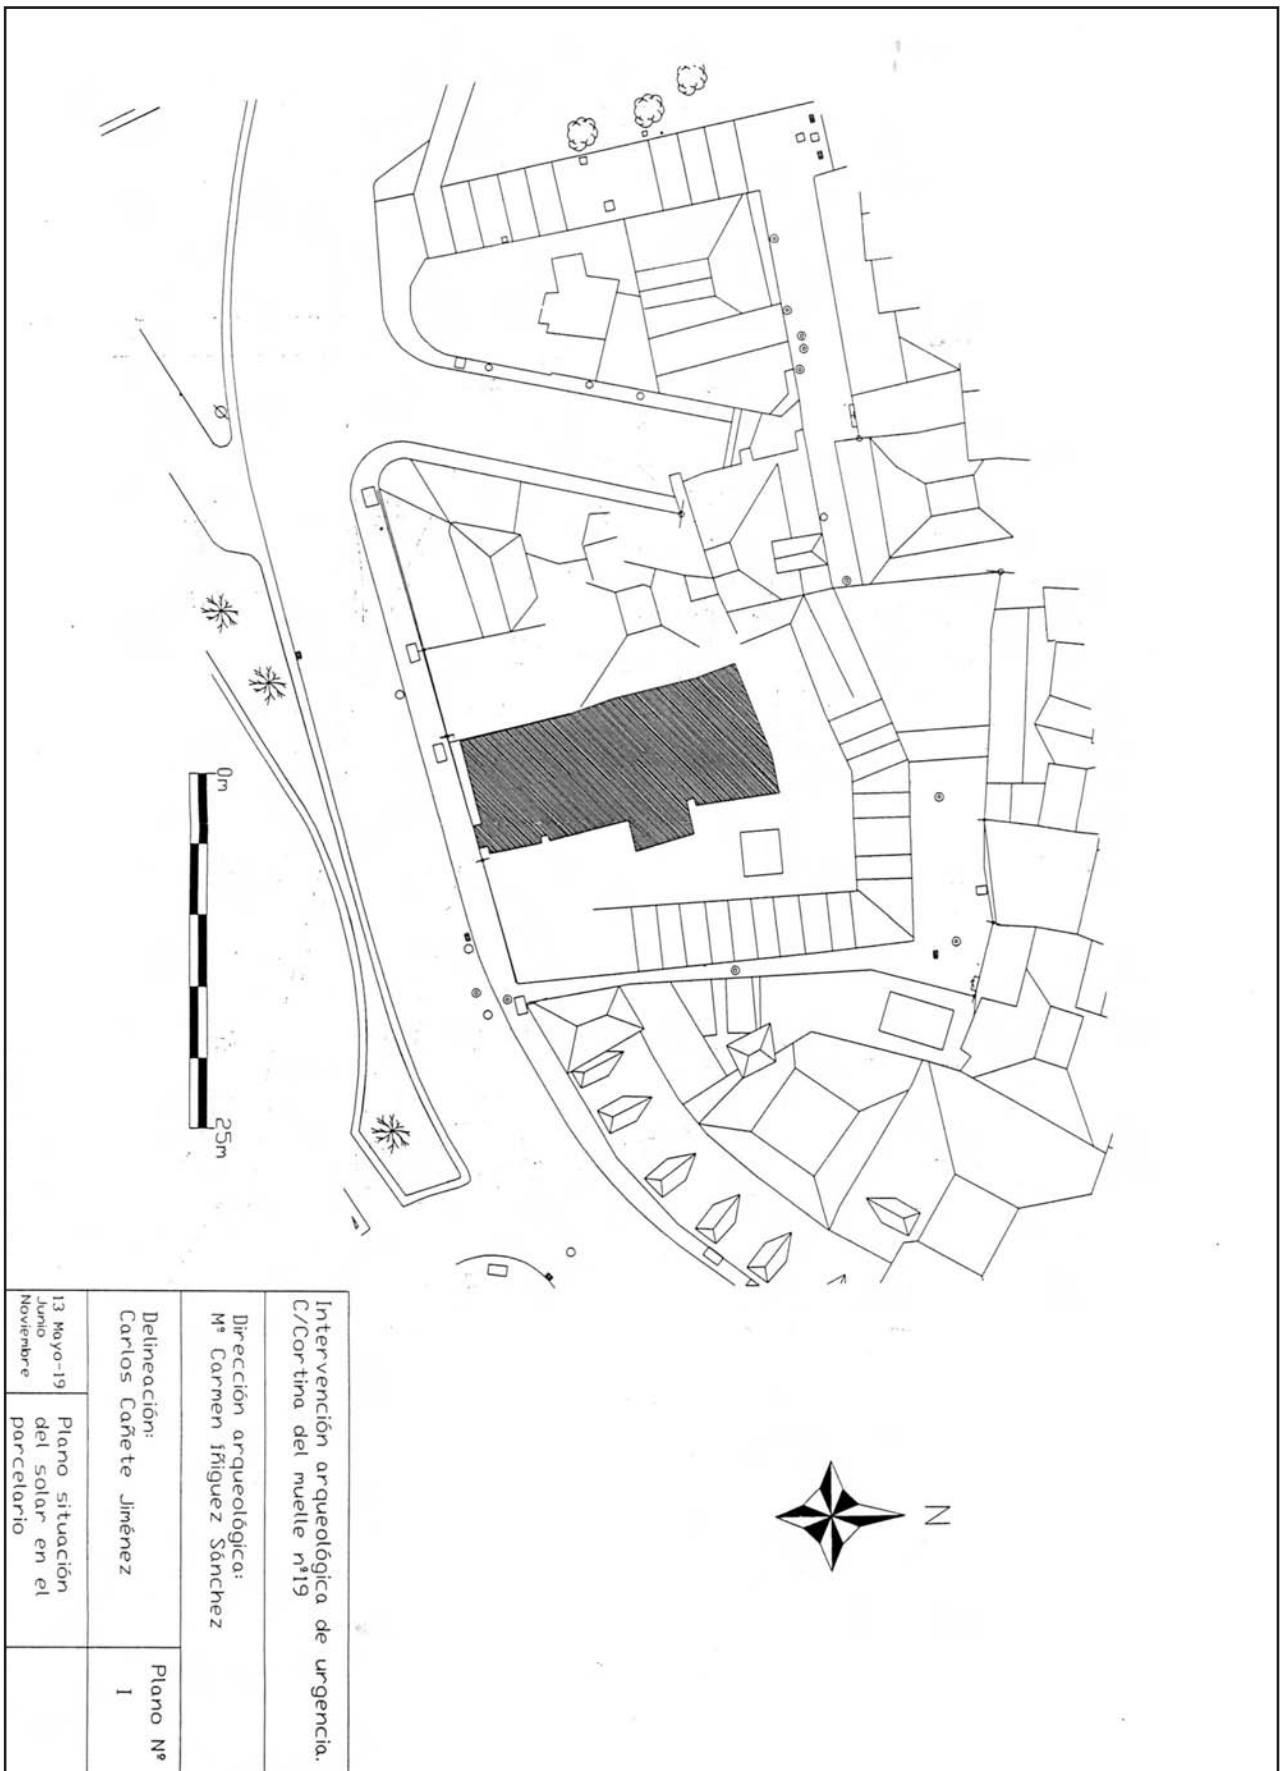 N
0m
25m
Intervención arqueológica de urgencia.
C/Cortina del muelle nº19
Dirección arqueológica:
Mª Carmen Iñiguez Sánchez
Delineación:
Carlos Cañete Jiménez
Plano Nº
I
13 Mayo-19
Junio
Noviembre
Plano situación
del solar en el
parcelario